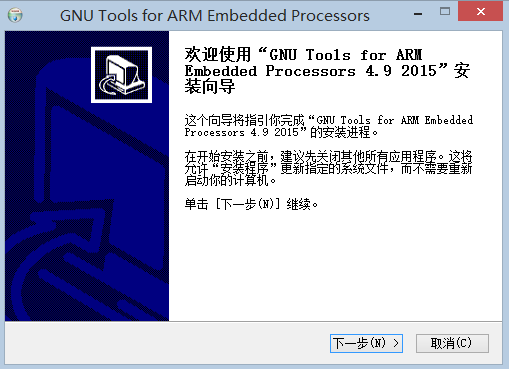 GNU Tools for ARM Embedded Processors
欢迎使用“GNU Tools for ARM
Embedded Processors 4.9 2015”安
装向导
这个向导将指引你完成“GNU Tools for ARM Embedded
Processors 4.9 2015”的安装进程。
在开始安装之前，建议先关闭其他所有应用程序。这将
允许“安装程序”更新指定的系统文件，而不需要重新
启动你的计算机。
单击 [下一步(N)] 继续。
下一步(N) >
取消(C)